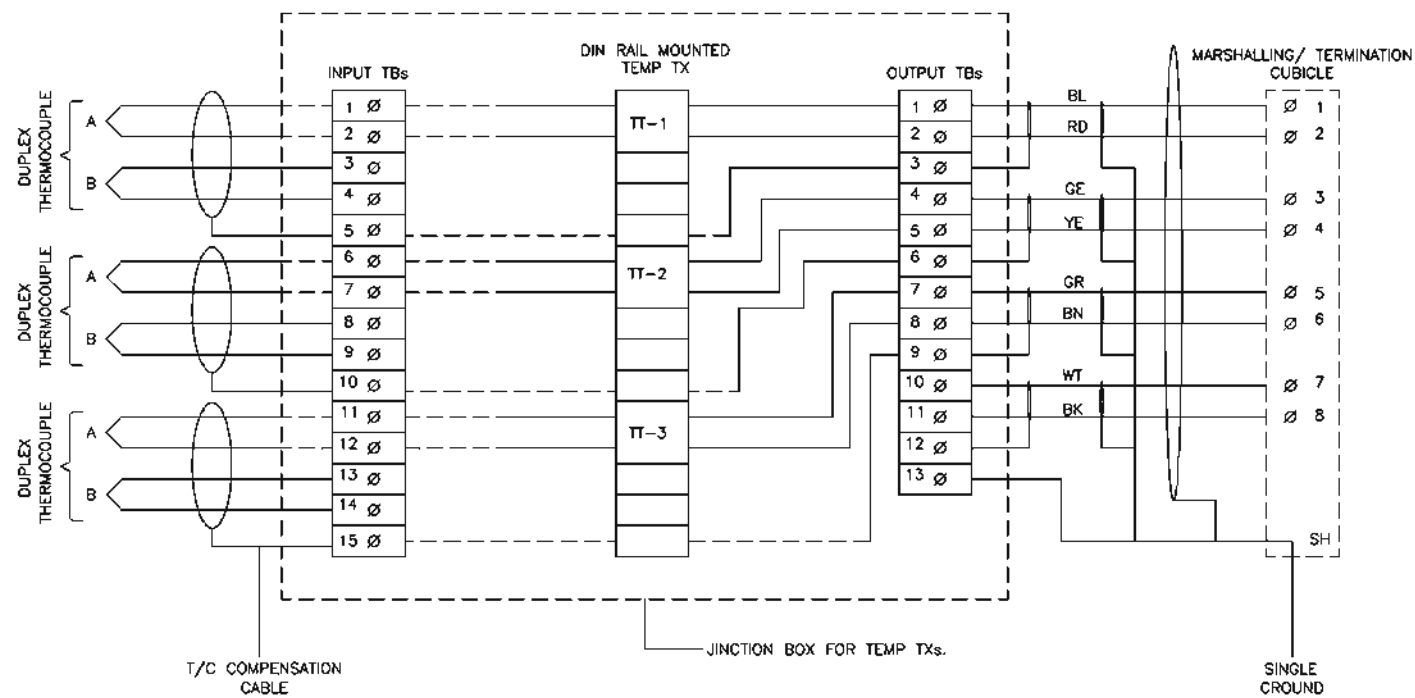 DIN RAIL MOUNTED
TEMP TX
INPUT TBs
OUTPUT TBs
MARSHALLING/ TERMINATION
CUBICLE
DUPLEX
THERMOCOUPLE
A
B
DUPLEX
THERMOCOUPLE
A
B
DUPLEX
THERMOCOUPLE
A
B
1
2
3
4
5
6
7
8
9
10
11
12
13
14
15
TT-1
TT-2
TT-3
1
2
3
4
5
6
7
8
9
10
11
12
13
BL
RD
GE
YE
GR
BN
WT
BK
1
2
3
4
5
6
7
8
SH
T/C COMPENSATION
CABLE
JINCTION BOX FOR TEMP TXs.
SINGLE
CROUND